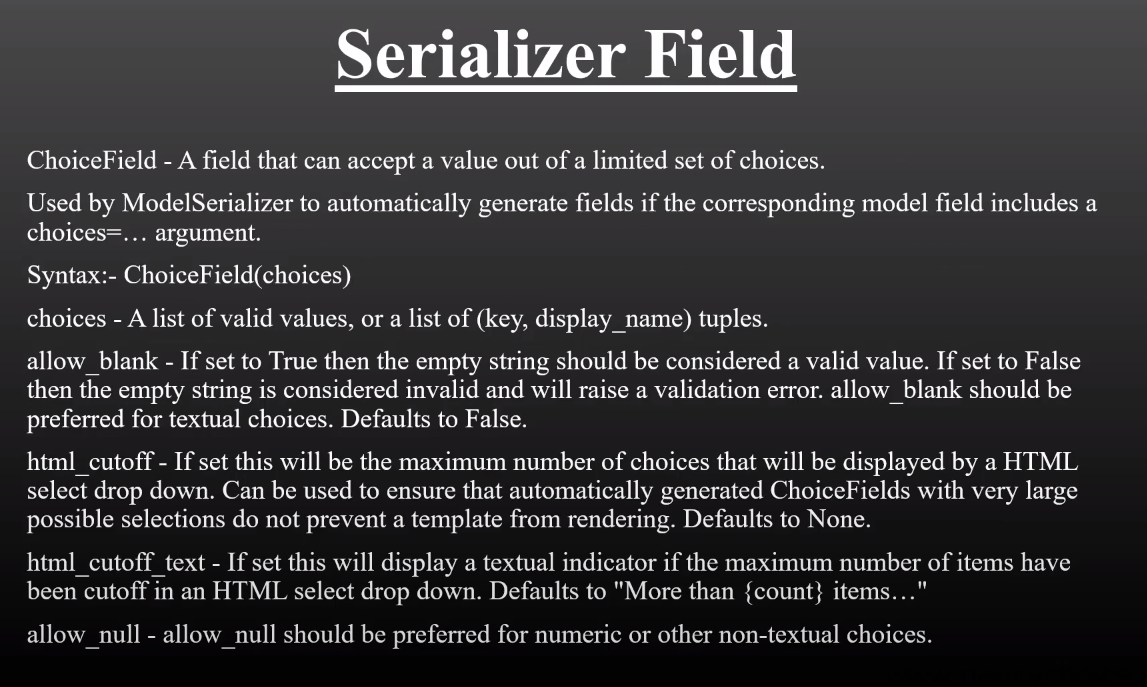 Serializer Field
ChoiceField - A field that can accept a value out of a limited set of choices.
Used by ModelSerializer to automatically generate fields if the corresponding model field includes a
choices=… argument.
Syntax:- ChoiceField(choices)
choices - A list of valid values, or a list of (key, display_name) tuples.
allow_blank - If set to True then the empty string should be considered a valid value. If set to False
then the empty string is considered invalid and will raise a validation error. allow_blank should be
preferred for textual choices. Defaults to False.
html_cutoff - If set this will be the maximum number of choices that will be displayed by a HTML
select drop down. Can be used to ensure that automatically generated ChoiceFields with very large
possible selections do not prevent a template from rendering. Defaults to None.
html_cutoff_text - If set this will display a textual indicator if the maximum number of items have
been cutoff in an HTML select drop down. Defaults to "More than {count} items…"
allow_null - allow_null should be preferred for numeric or other non-textual choices.